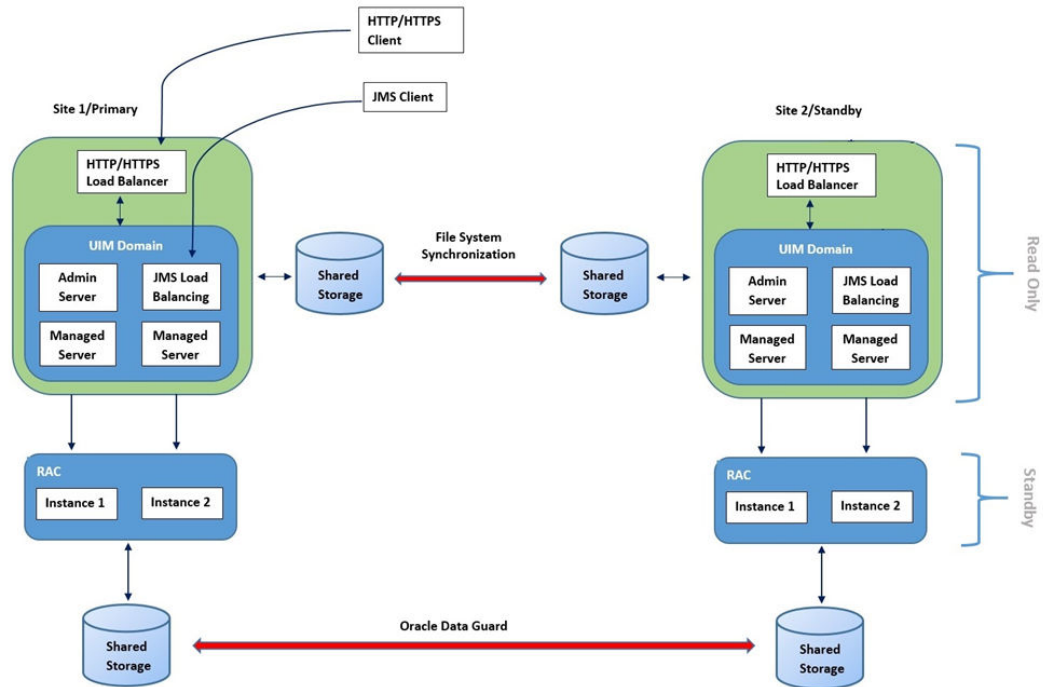 HTTP/HTTPS
Client
JMS Client
Site 1/Primary
HTTP/HTTPS
Load Balancer
UIM Domain
Admin
Server
JMS Load
Balancing
Managed
Server
Managed
Server
RAC
Instance 1
Instance 2
Shared
Storage
Shared
Storage
File System
Synchronization
Shared
Storage
Oracle Data Guard
Site 2/Standby
HTTP/HTTPS
Load Balancer
UIM Domain
Admin
Server
JMS Load
Balancing
Managed
Server
Managed
Server
RAC
Instance 1
Instance 2
Shared
Storage
Read Only
Standby